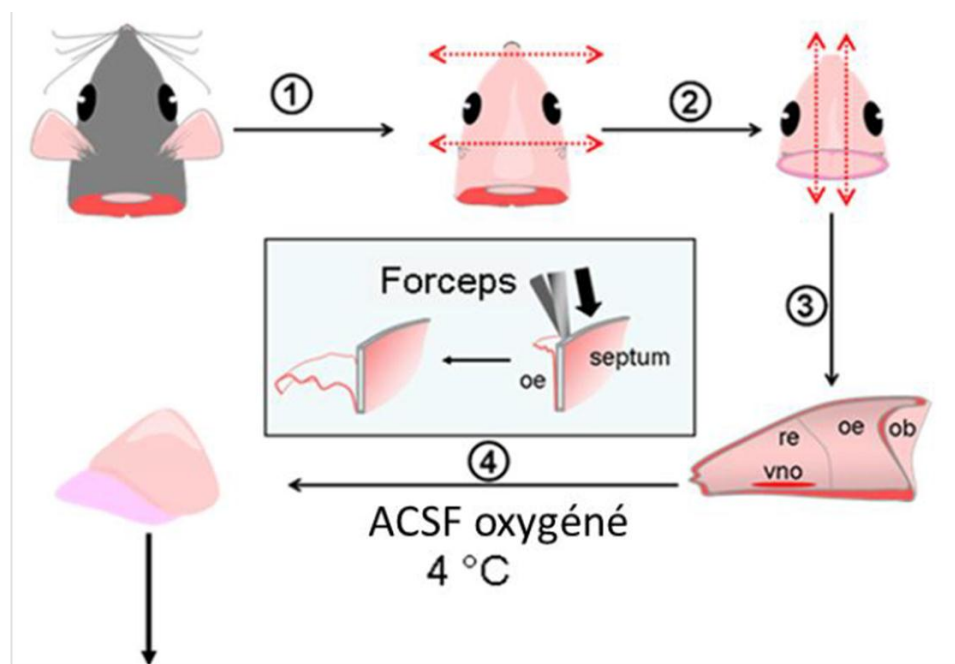 1
2
Forceps
septum
oe
3
re
oe
ob
vno
4
ACSF oxygéné
4 °C